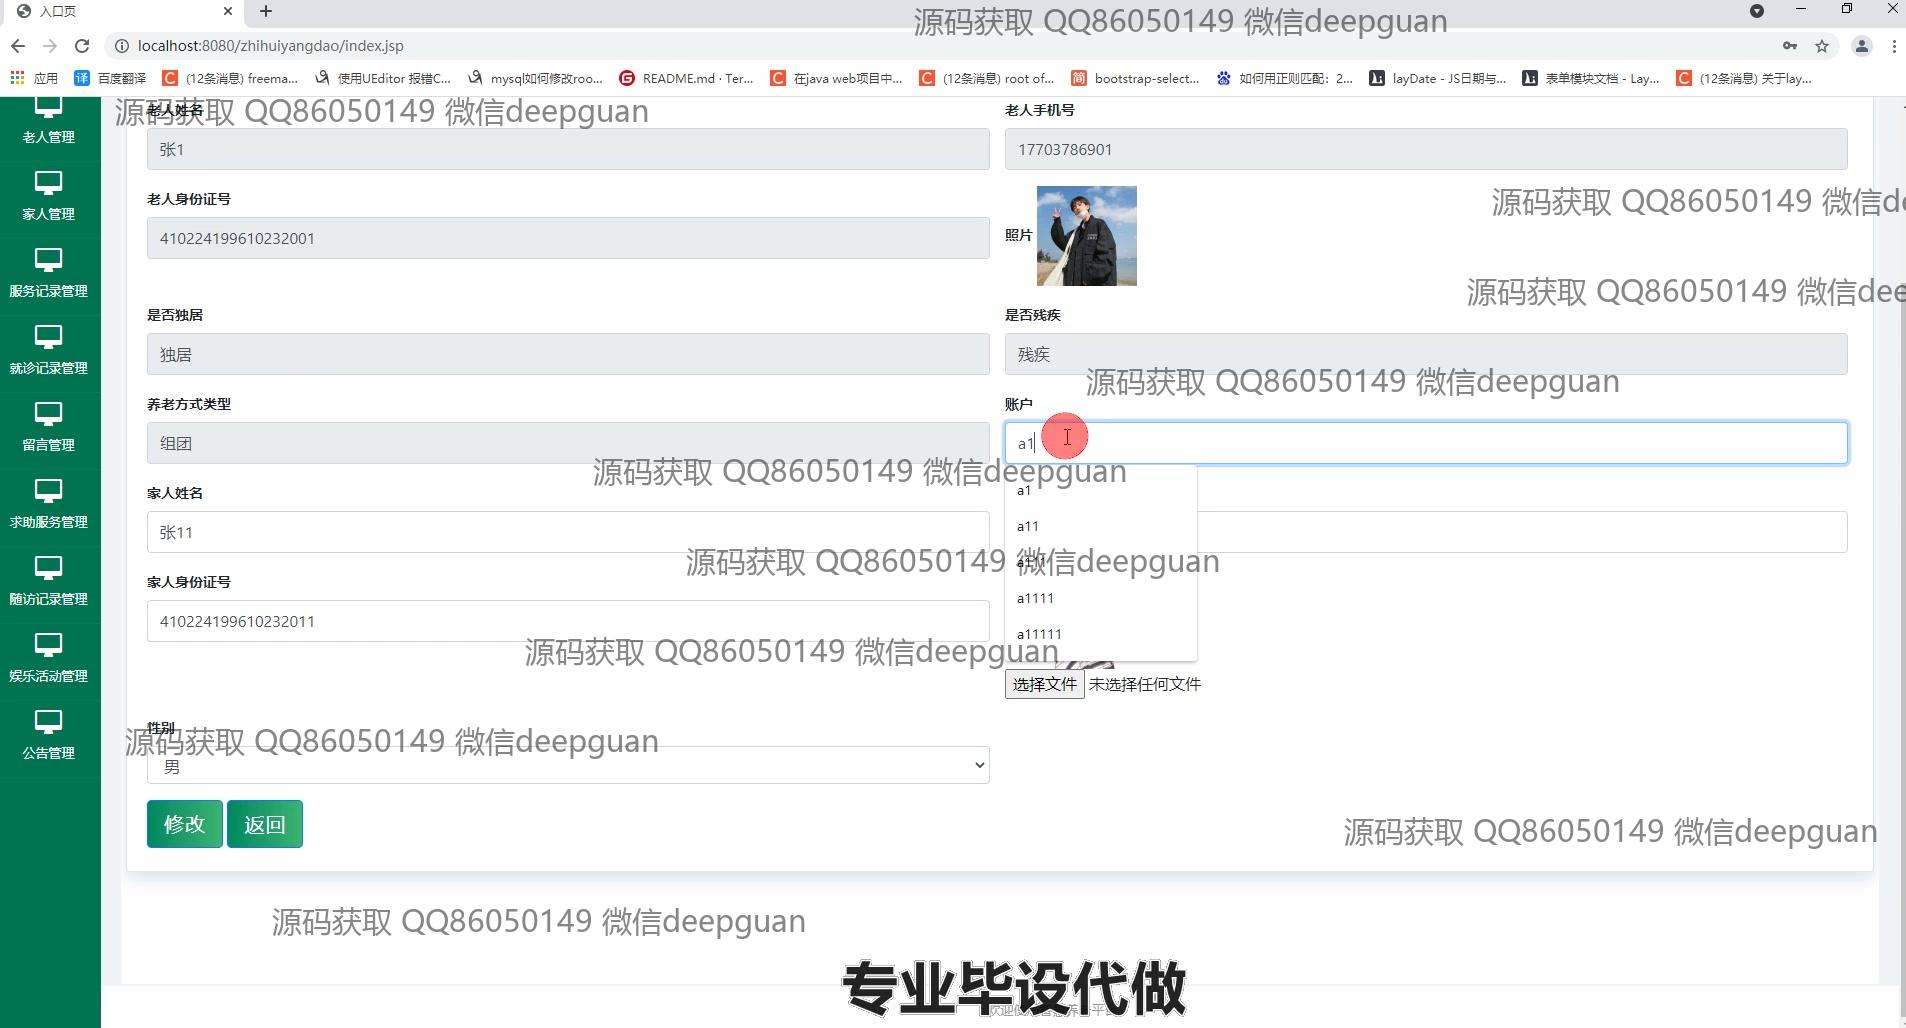 入口页
源码获取 QQ86050149 微信deepguan
localhost:8080/zhihuiyangdao/index.jsp
应用 百度翻译 (12条消息) freema... 使用UEditor 报错C... mysql如何修改roo... README.md · Ter... 在java web项目中... (12条消息) root of... bootstrap-select... 如何用正则匹配：2... layDate - JS日期与... 表单模块文档 - Lay... (12条消息) 关于lay...
源码获取 QQ86050149 微信deepguan
老人姓名 老人手机号
老人管理
张1 17703786901
老人身份证号
源码获取 QQ86050149 微信de
家人管理
410224199610232001
照片
服务记录管理
源码获取 QQ86050149 微信dee
是否独居 是否残疾
独居 残疾
就诊记录管理
源码获取 QQ86050149 微信deepguan
养老方式类型 账户
组团 a1
留言管理
源码获取 QQ86050149 微信deepguan
家人姓名
a1
求助服务管理
a11
张11
源码获取 QQ86050149 微信deepguan
a111
家人身份证号
随访记录管理
a1111
410224199610232011
a11111
源码获取 QQ86050149 微信deepguan
娱乐活动管理
选择文件 未选择任何文件
性别
源码获取 QQ86050149 微信deepguan
公告管理
男
修改 返回
源码获取 QQ86050149 微信deepguan
源码获取 QQ86050149 微信deepguan
专业毕设代做